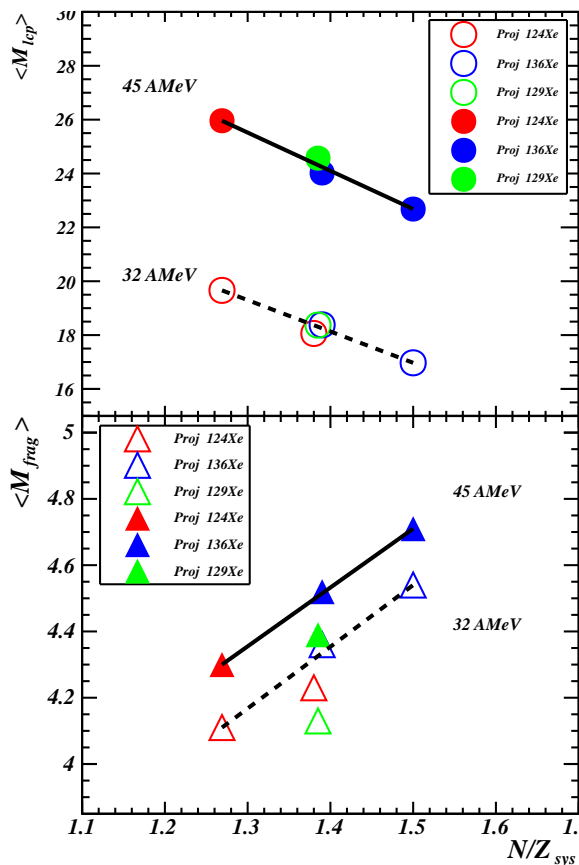 <M_lcp>
30
28
26
24
22
20
18
16
45 AMeV
32 AMeV
Proj 124Xe
Proj 136Xe
Proj 129Xe
Proj 124Xe
Proj 136Xe
Proj 129Xe
<M_frag>
5
4.8
4.6
4.4
4.2
4
Proj 124Xe
Proj 136Xe
Proj 129Xe
Proj 124Xe
Proj 136Xe
Proj 129Xe
45 AMeV
32 AMeV
1.1 1.2 1.3 1.4 1.5 1.6 1.
N/Z_sys